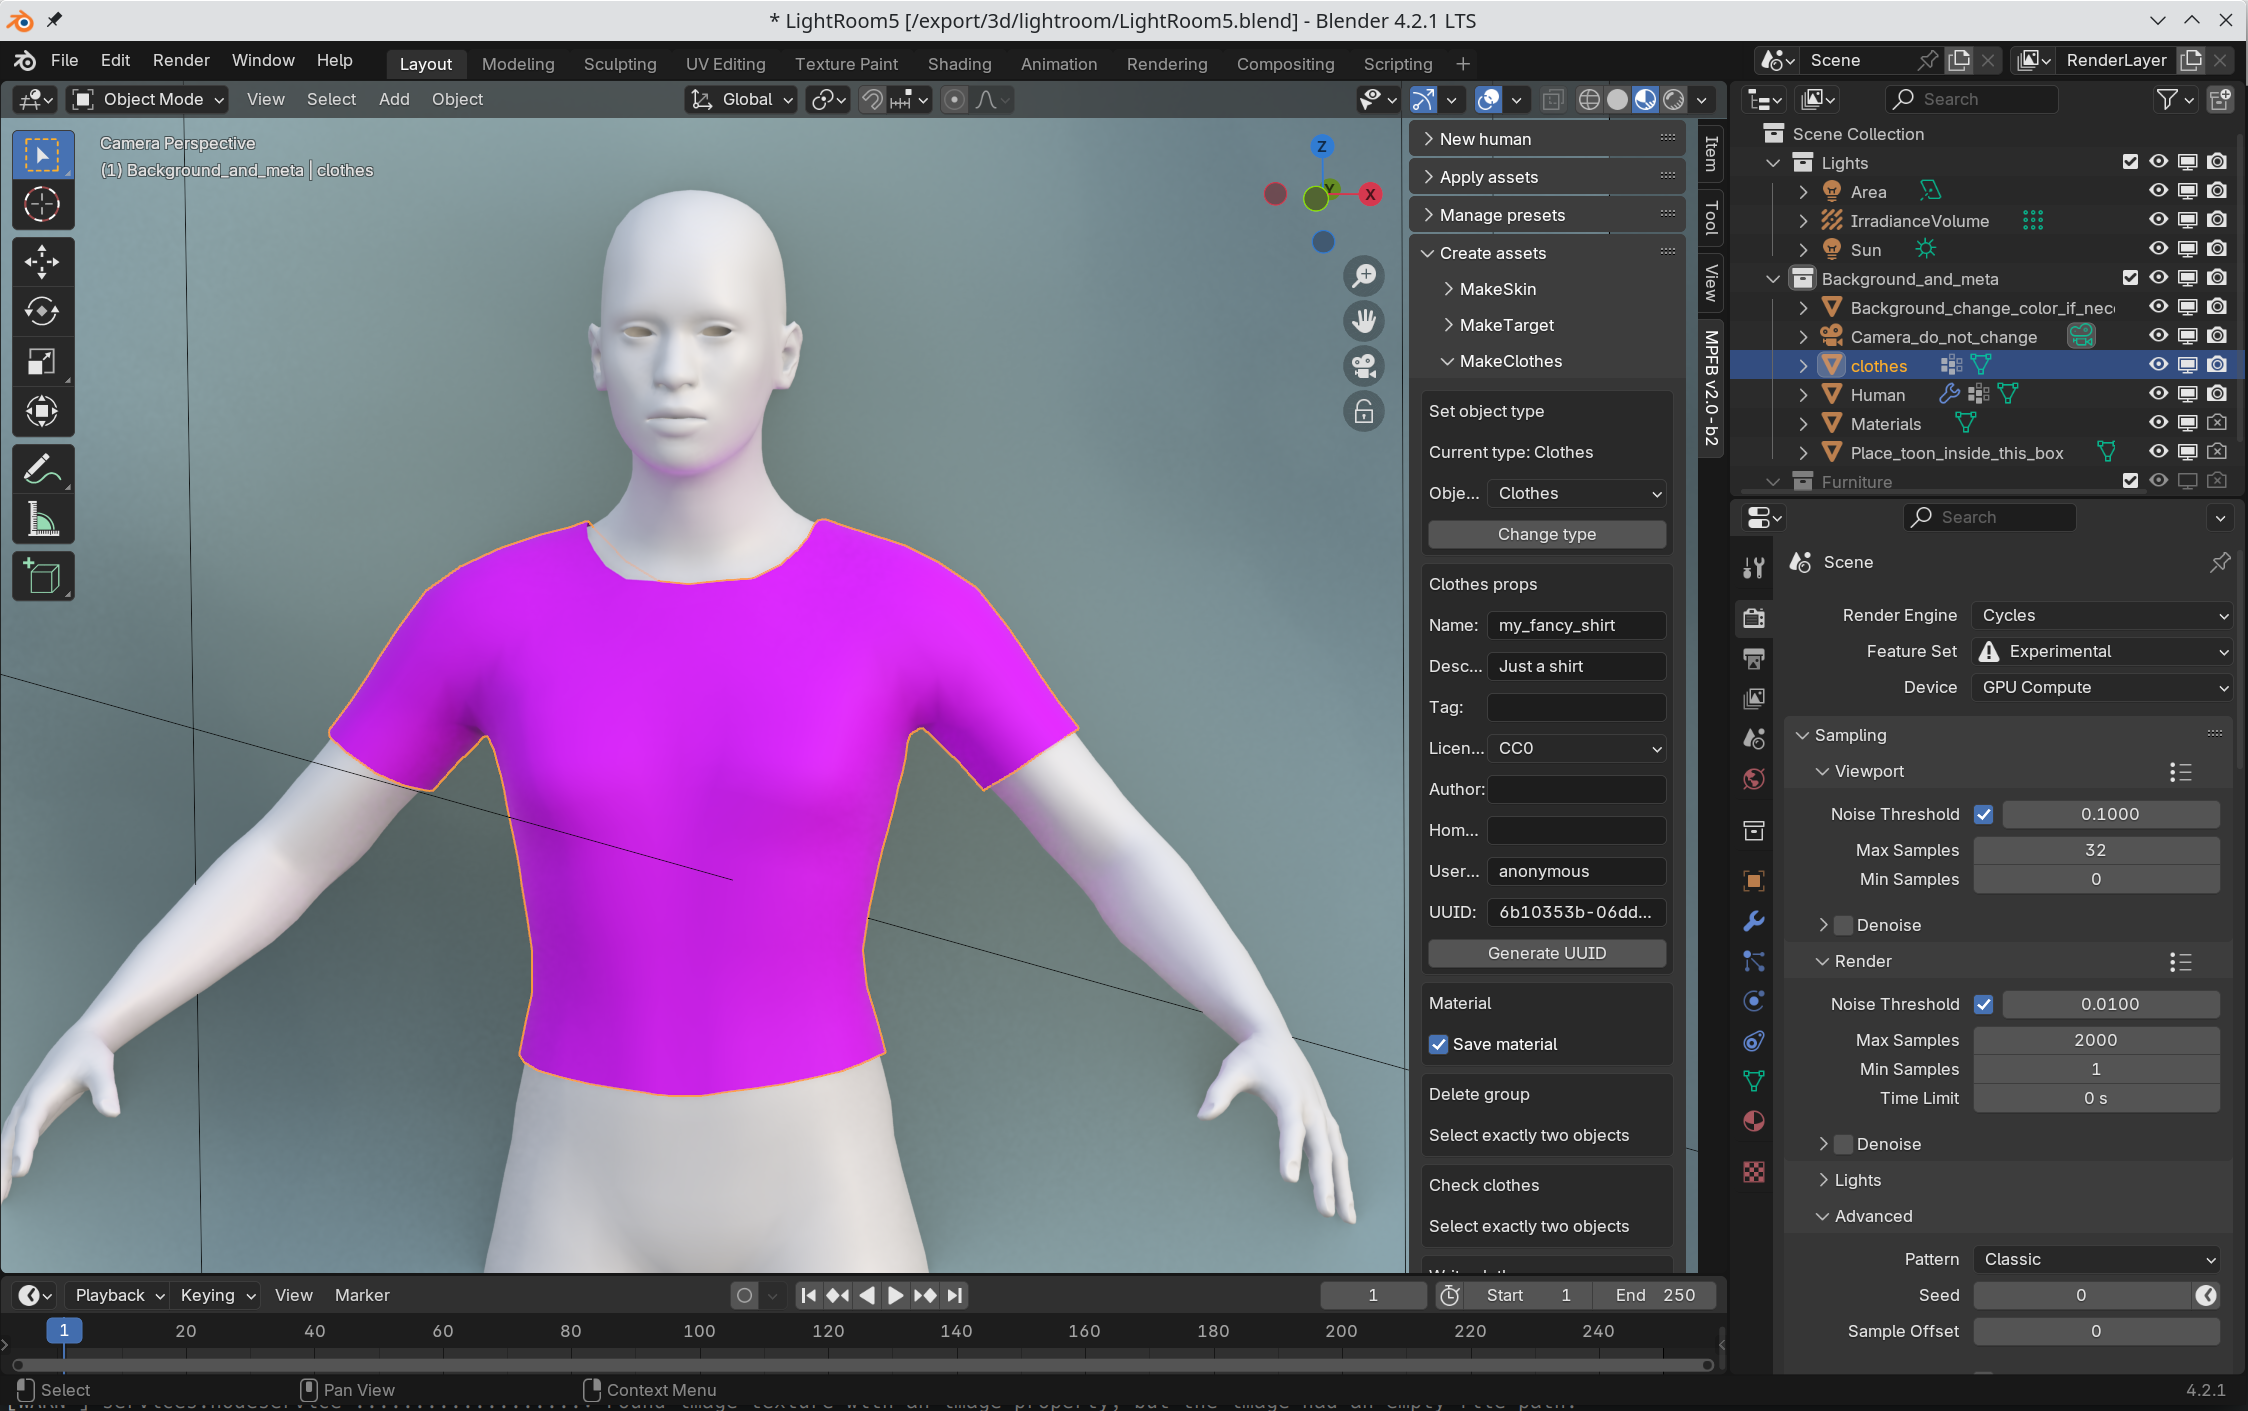 * LightRoom5 [/export/3d/lightroom/LightRoom5.blend] - Blender 4.2.1 LTS
File Edit Render Window Help Layout Modeling Sculpting UV Editing Texture Paint Shading Animation Rendering Compositing Scripting + Scene RenderLayer
Object Mode View Select Add Object Global Search
Camera Perspective
(1) Background_and_meta | clothes
Z
Y
X
New human
Apply assets
Manage presets
Create assets
MakeSkin
MakeTarget
MakeClothes
Set object type
Current type: Clothes
Obje... Clothes
Change type
Clothes props
Name: my_fancy_shirt
Desc... Just a shirt
Tag:
Licen... CC0
Author:
Hom...
User... anonymous
UUID: 6b10353b-06dd...
Generate UUID
Material
Save material
Delete group
Select exactly two objects
Check clothes
Select exactly two objects
Item
Tool
View
MPFB v2.0 - b2
Scene Collection
Lights
Area
IrradianceVolume
Sun
Background_and_meta
Background_change_color_if_nec
Camera_do_not_change
clothes
Human
Materials
Place_toon_inside_this_box
Furniture
Search
Scene
Render Engine Cycles
Feature Set Experimental
Device GPU Compute
Sampling
Viewport
Noise Threshold 0.1000
Max Samples 32
Min Samples 0
Denoise
Render
Noise Threshold 0.0100
Max Samples 2000
Min Samples 1
Time Limit 0 s
Denoise
Lights
Advanced
Pattern Classic
Seed 0
Sample Offset 0
Playback Keying View Marker 1 Start 1 End 250
1 20 40 60 80 100 120 140 160 180 200 220 240
Select Pan View Context Menu 4.2.1